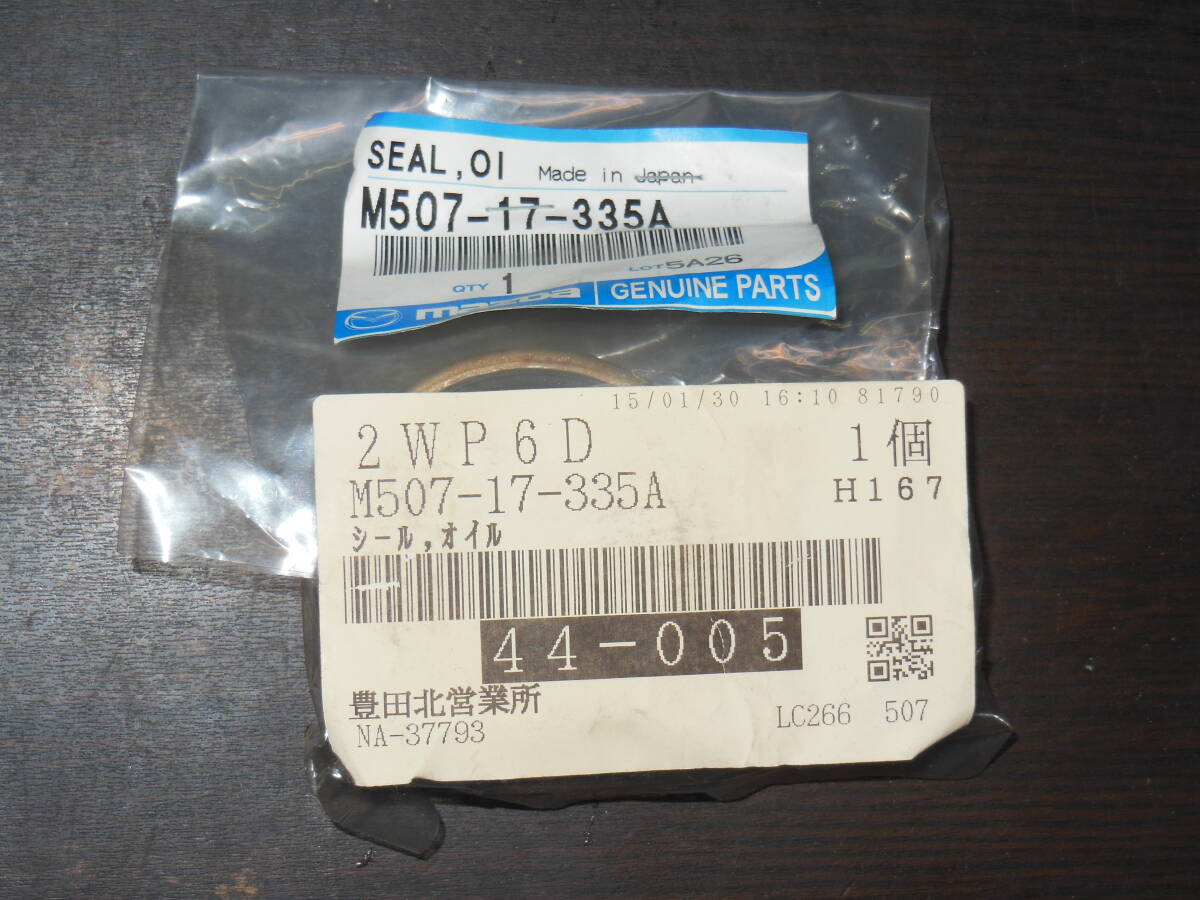 SEAL,OI Made in Japan
M507-17-335A
LOT5A26
QTY 1
mazda GENUINE PARTS
15/01/30 16:10 81790
2WP6D 1個
M507-17-335A H167
シール,オイル
44-005
豊田北営業所
NA-37793 LC266 507